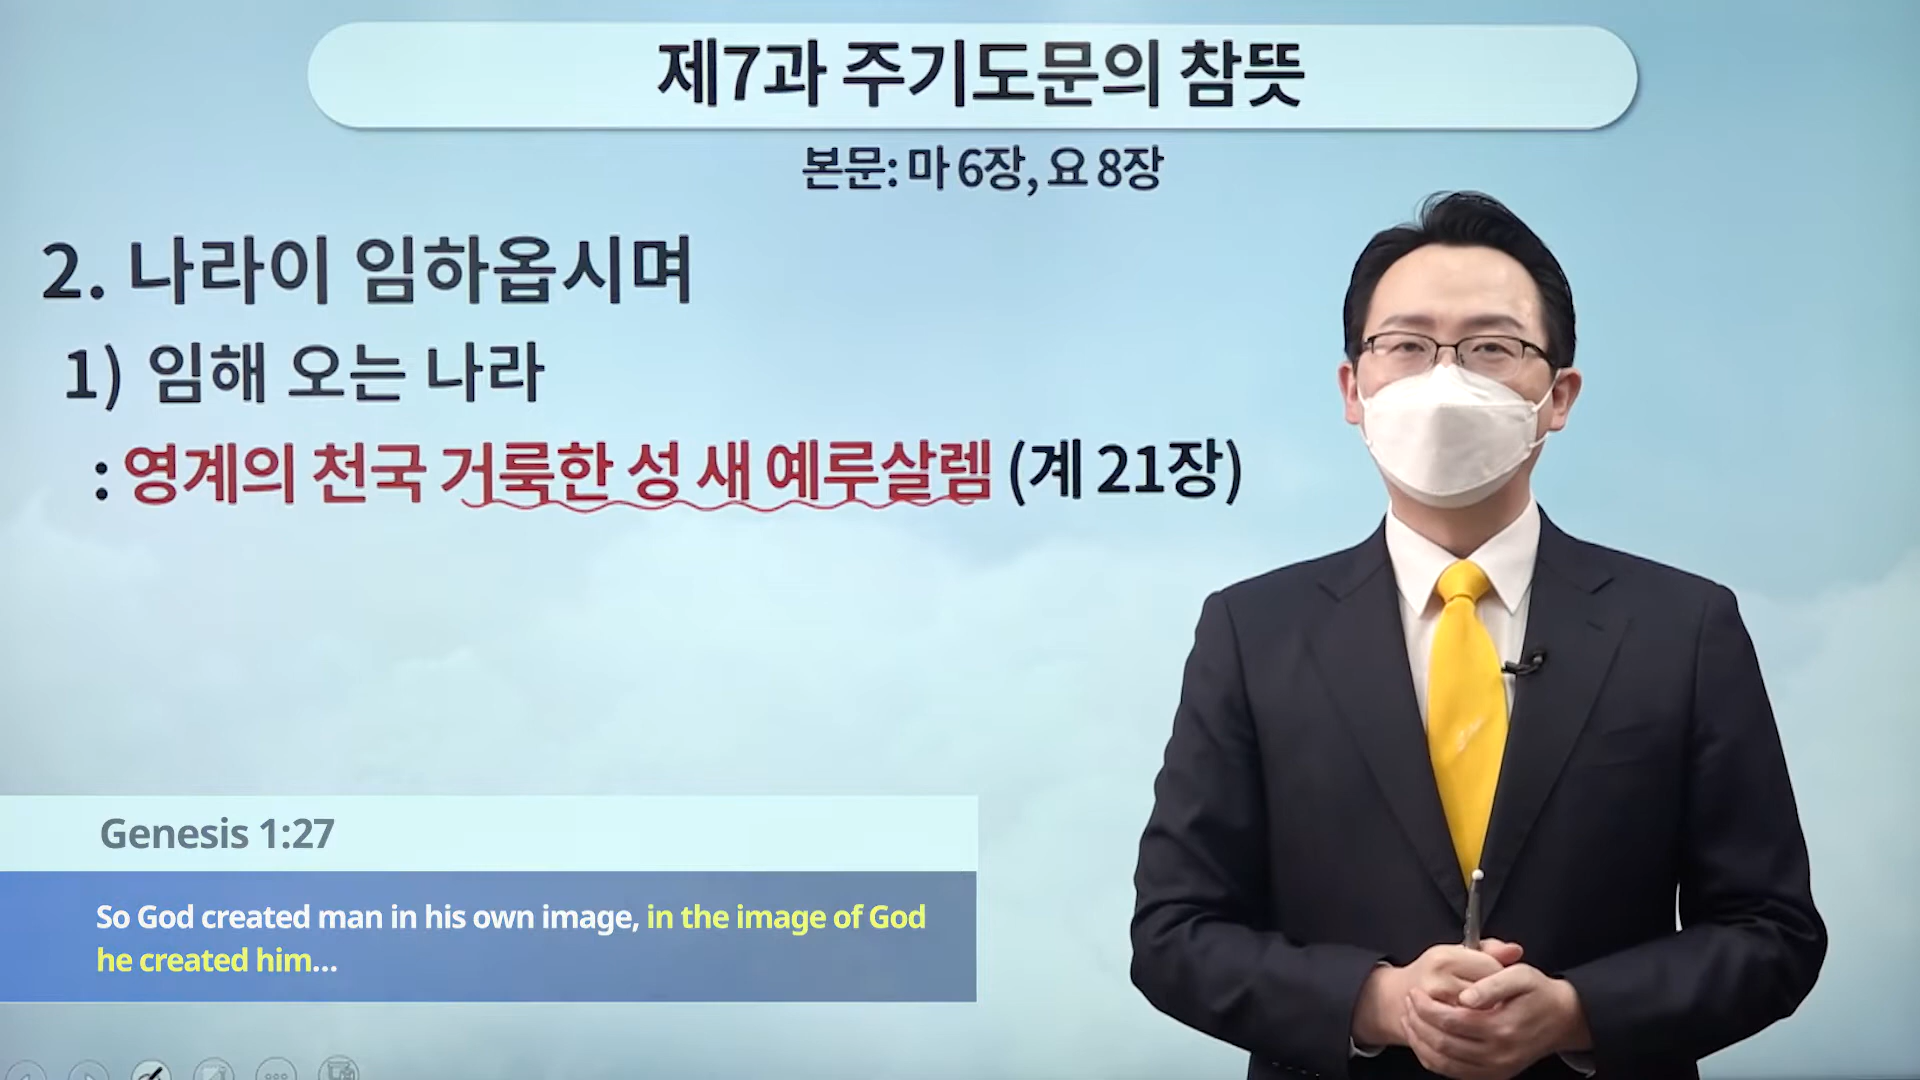 제7과 주기도문의 참뜻
본문: 마 6장, 요 8장
2. 나라이 임하옵시며
1) 임해 오는 나라
: 영계의 천국 거룩한 성 새 예루살렘 (계 21장)
Genesis 1:27
So God created man in his own image, in the image of God
he created him...